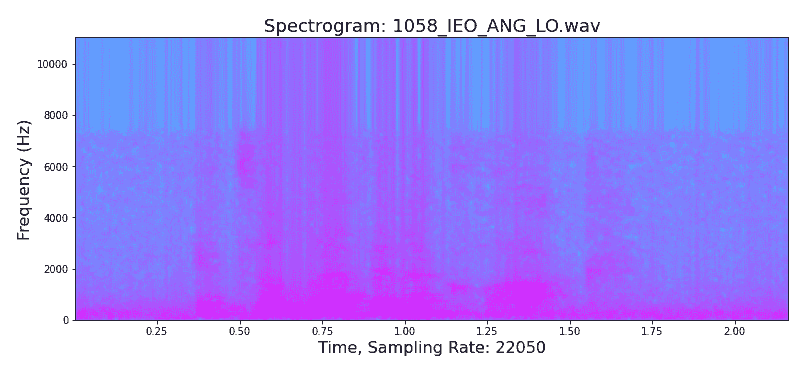 Spectrogram: 1058_IEO_ANG_LO.wav
Frequency (Hz)
10000
8000
6000
4000
2000
0
0.25 0.50 0.75 1.00 1.25 1.50 1.75 2.00
Time, Sampling Rate: 22050